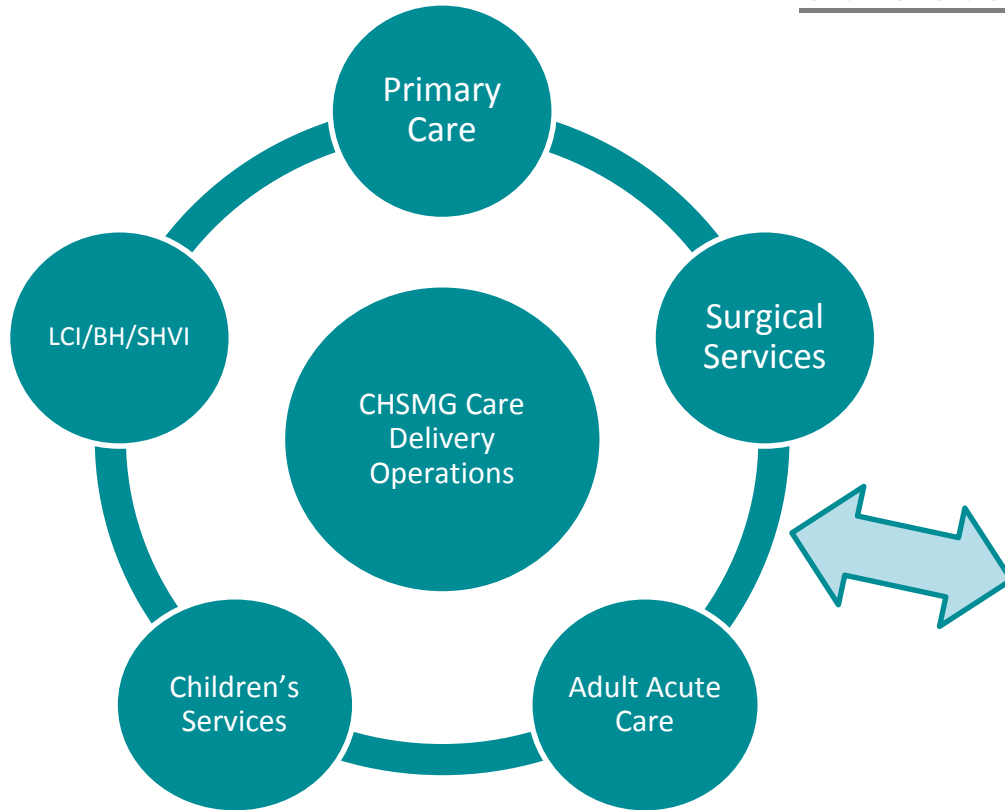 Primary
Care
Surgical
Services
LCI/BH/SHVI
CHSMG Care
Delivery
Operations
Children’s
Services
Adult Acute
Care